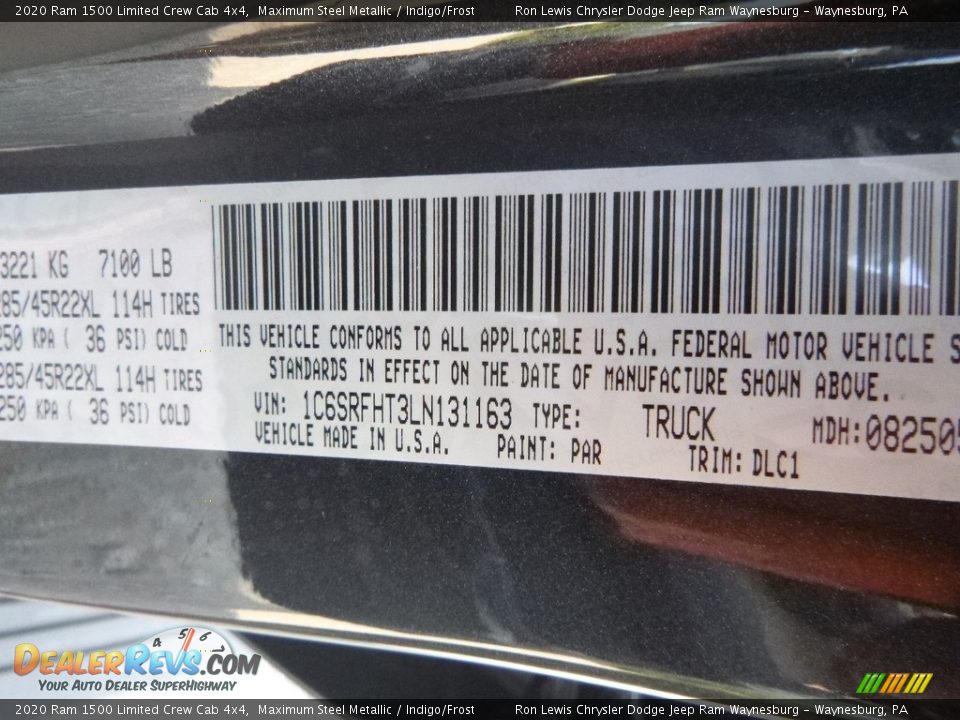 2020 Ram 1500 Limited Crew Cab 4x4, Maximum Steel Metallic / Indigo/Frost Ron Lewis Chrysler Dodge Jeep Ram Waynesburg - Waynesburg, PA
3221 KG 7100 LB
285/45R22XL 114H TIRES
250 KPA ( 36 PSI) COLD
285/45R22XL 114H TIRES
250 KPA ( 36 PSI) COLD
THIS VEHICLE CONFORMS TO ALL APPLICABLE U.S.A. FEDERAL MOTOR VEHICLE S
STANDARDS IN EFFECT ON THE DATE OF MANUFACTURE SHOWN ABOVE.
VIN: 1C6SRFHT3LN131163 TYPE: TRUCK MDH:082505
VEHICLE MADE IN U.S.A. PAINT: PAR TRIM: DLC1
4 5 6
DEALERREVS.COM
YOUR AUTO DEALER SUPERHIGHWAY
2020 Ram 1500 Limited Crew Cab 4x4, Maximum Steel Metallic / Indigo/Frost Ron Lewis Chrysler Dodge Jeep Ram Waynesburg - Waynesburg, PA